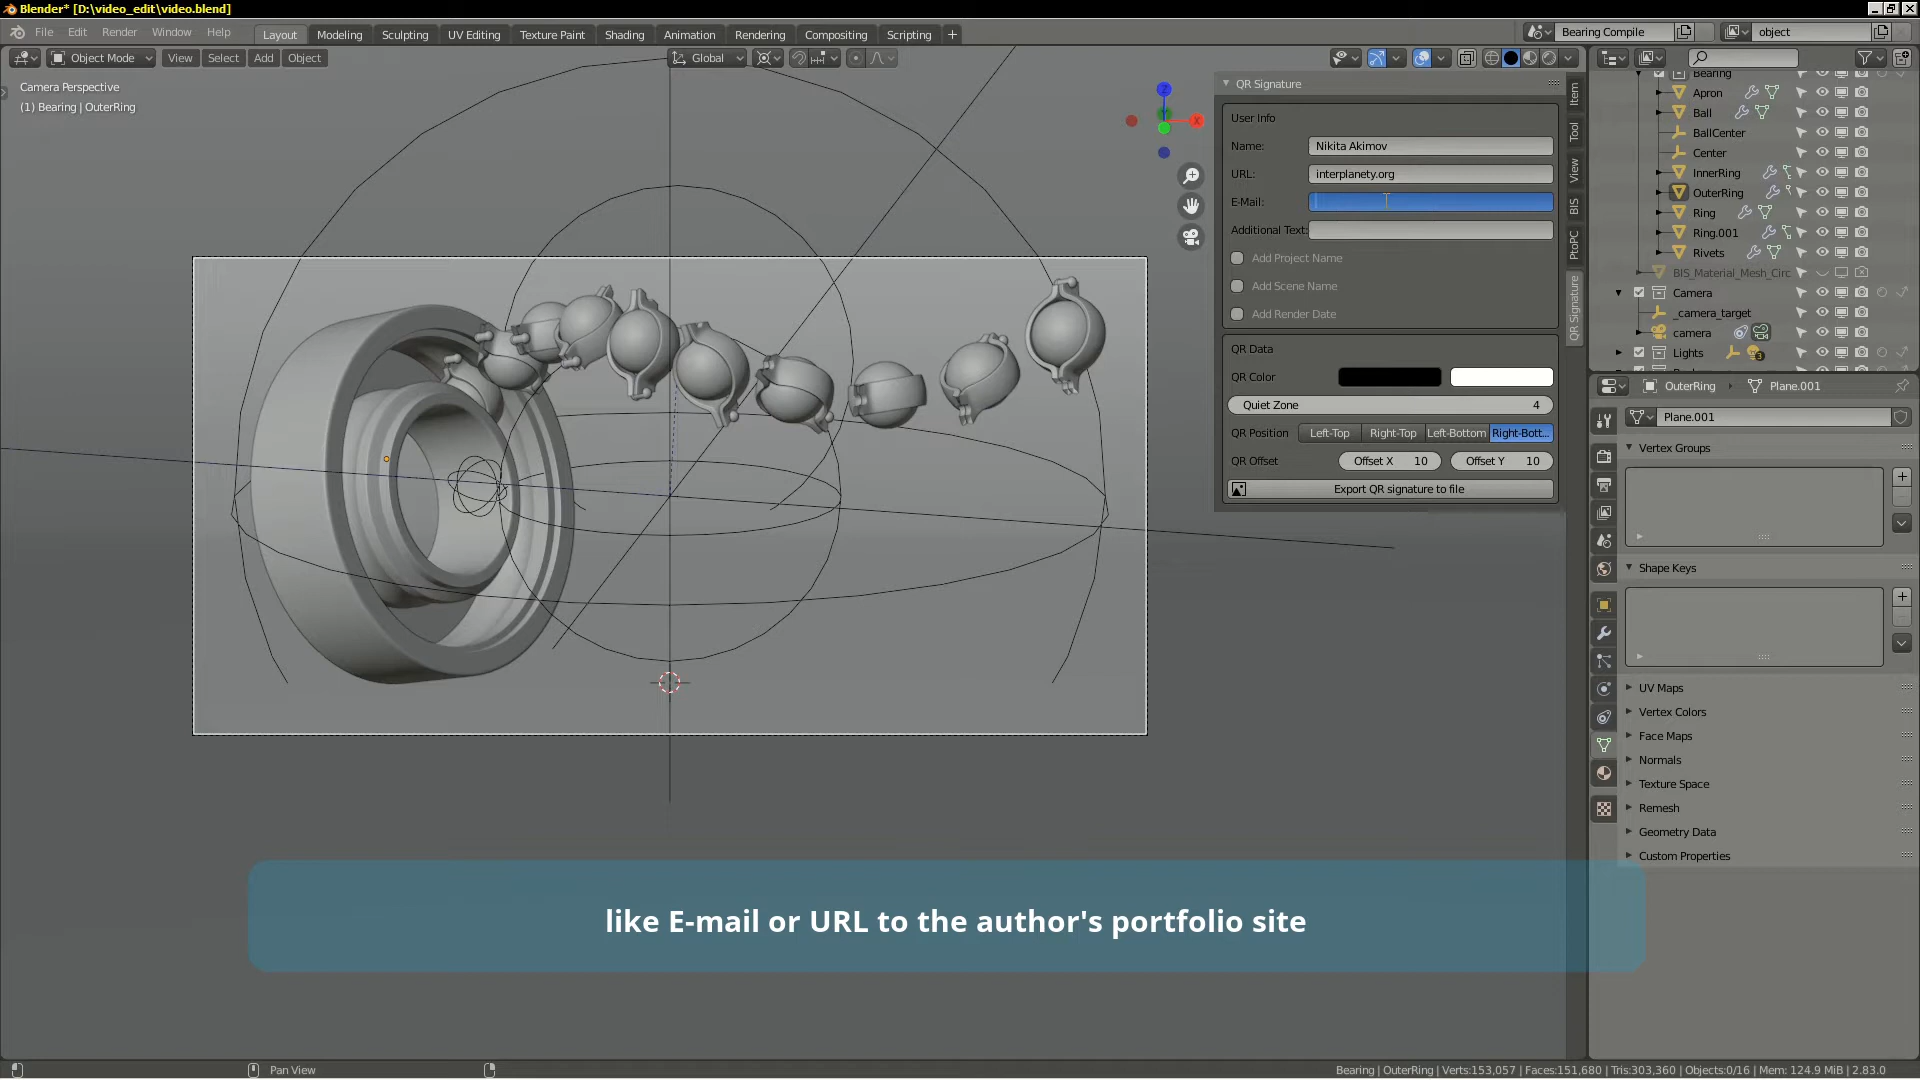 Blender* [D:\video_edit\video.blend]
File Edit Render Window Help
Layout Modeling Sculpting UV Editing Texture Paint Shading Animation Rendering Compositing Scripting +
Bearing Compile
object
Object Mode View Select Add Object
Global
Camera Perspective
(1) Bearing | OuterRing
Z
X
QR Signature
User Info
Name: Nikita Akimov
URL: interplanety.org
E-Mail:
Additional Text:
Add Project Name
Add Scene Name
Add Render Date
QR Data
QR Color
Quiet Zone 4
QR Position Left-Top Right-Top Left-Bottom Right-Bott...
QR Offset Offset X 10 Offset Y 10
Export QR signature to file
Item
Tool
View
BIS
PtoPC
QR Signature
Bearing
Apron
Ball
BallCenter
Center
InnerRing
OuterRing
Ring
Ring.001
Rivets
BIS_Material_Mesh_Circ
Camera
_camera_target
camera
Lights 3
OuterRing Plane.001
Plane.001
Vertex Groups
Shape Keys
UV Maps
Vertex Colors
Face Maps
Normals
Texture Space
Remesh
Geometry Data
Custom Properties
like E-mail or URL to the author's portfolio site
Pan View
Bearing | OuterRing | Verts:153,057 | Faces:151,680 | Tris:303,360 | Objects:0/16 | Mem: 124.9 MiB | 2.83.0